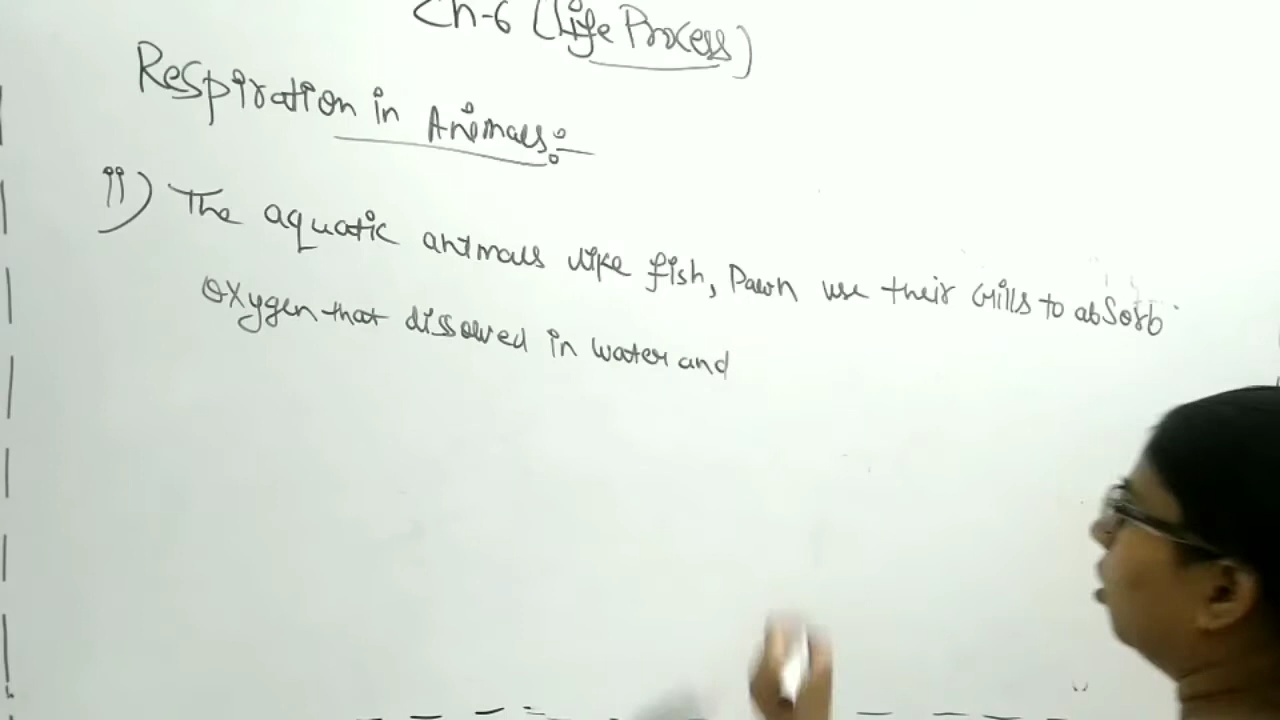 Ch-6 (Life Process)
Respiration in Animals:-
ii) The aquatic animals like fish, Pawn use their Gills to absorb
oxygen that dissolved in water and